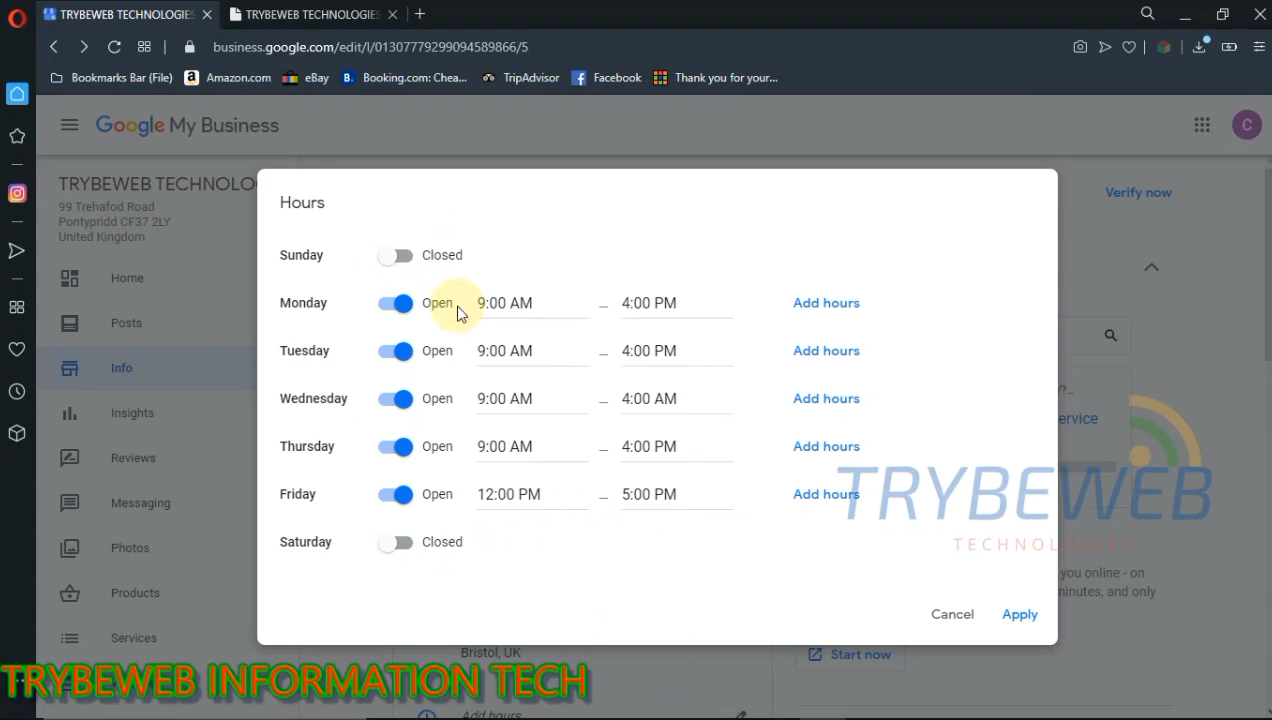 TRYBEWEB TECHNOLOGIES
TRYBEWEB TECHNOLOGIES
business.google.com/edit/l/01307779299094589866/5
Bookmarks Bar (File)
Amazon.com
eBay
Booking.com: Chea...
TripAdvisor
Facebook
Thank you for your...
Google My Business
C
TRYBEWEB TECHNOLO
99 Trehafod Road
Pontypridd CF37 2LY
United Kingdom
Verify now
Home
Posts
Info
Insights
Reviews
Messaging
Photos
Products
Services
Hours
Sunday Closed
Monday Open 9:00 AM – 4:00 PM Add hours
Tuesday Open 9:00 AM – 4:00 PM Add hours
Wednesday Open 9:00 AM – 4:00 AM Add hours
Thursday Open 9:00 AM – 4:00 PM Add hours
Friday Open 12:00 PM – 5:00 PM Add hours
Saturday Closed
Cancel Apply
?...
ervice
TRYBEWEB
TECHNOLOGIES
you online - on
minutes, and only
Bristol, UK
Start now
Add hours
TRYBEWEB INFORMATION TECH